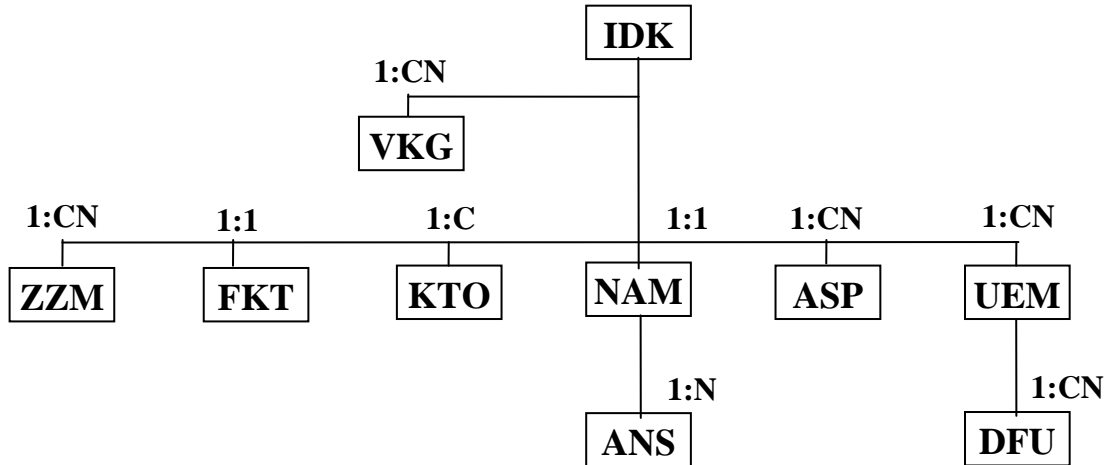 IDK
1:CN
VKG
1:CN 1:1 1:C 1:1 1:CN 1:CN
ZZM FKT KTO NAM ASP UEM
1:N 1:CN
ANS DFU